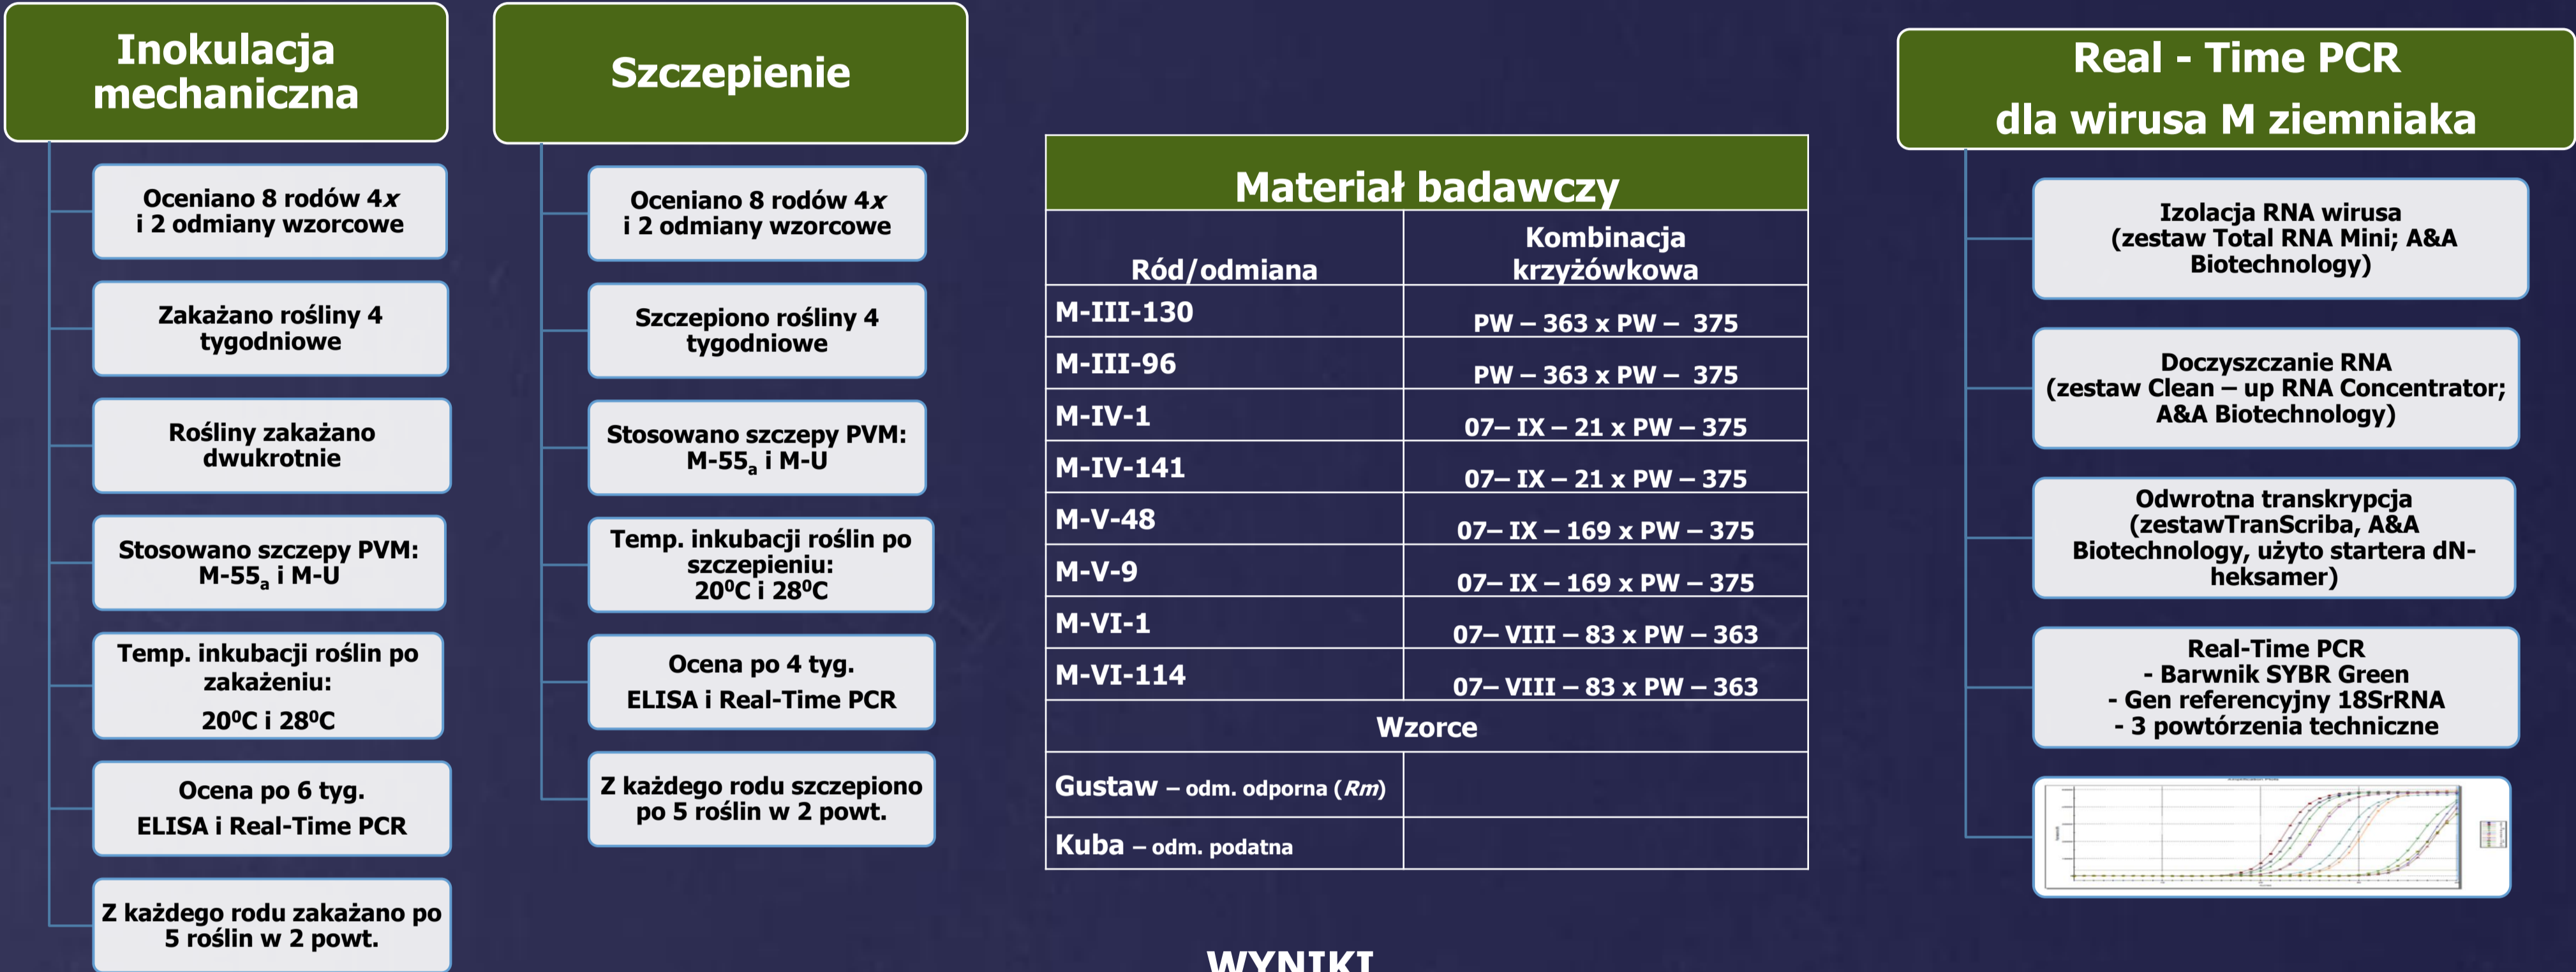 Inokulacja
mechaniczna
Oceniano 8 rodów 4x
i 2 odmiany wzorcowe
Zakażano rośliny 4
tygodniowe
Rośliny zakażano
dwukrotnie
Stosowano szczepy PVM:
M-55a i M-U
Temp. inkubacji roślin po
zakażeniu:
20⁰C i 28⁰C
Ocena po 6 tyg.
ELISA i Real-Time PCR
Z każdego rodu zakażano po
5 roślin w 2 powt.
Szczepienie
Oceniano 8 rodów 4x
i 2 odmiany wzorcowe
Szczepiono rośliny 4
tygodniowe
Stosowano szczepy PVM:
M-55a i M-U
Temp. inkubacji roślin po
szczepieniu:
20⁰C i 28⁰C
Ocena po 4 tyg.
ELISA i Real-Time PCR
Z każdego rodu szczepiono
po 5 roślin w 2 powt.
Materiał badawczy
Ród/odmiana
Kombinacja
krzyżówkowa
M-III-130 PW – 363 x PW – 375
M-III-96 PW – 363 x PW – 375
M-IV-1 07– IX – 21 x PW – 375
M-IV-141 07– IX – 21 x PW – 375
M-V-48 07– IX – 169 x PW – 375
M-V-9 07– IX – 169 x PW – 375
M-VI-1 07– VIII – 83 x PW – 363
M-VI-114 07– VIII – 83 x PW – 363
Wzorce
Gustaw – odm. odporna (Rm)
Kuba – odm. podatna
Real - Time PCR
dla wirusa M ziemniaka
Izolacja RNA wirusa
(zestaw Total RNA Mini; A&A
Biotechnology)
Doczyszczanie RNA
(zestaw Clean – up RNA Concentrator;
A&A Biotechnology)
Odwrotna transkrypcja
(zestawTranScriba, A&A
Biotechnology, użyto startera dN-
heksamer)
Real-Time PCR
- Barwnik SYBR Green
- Gen referencyjny 18SrRNA
- 3 powtórzenia techniczne
WYNIKI